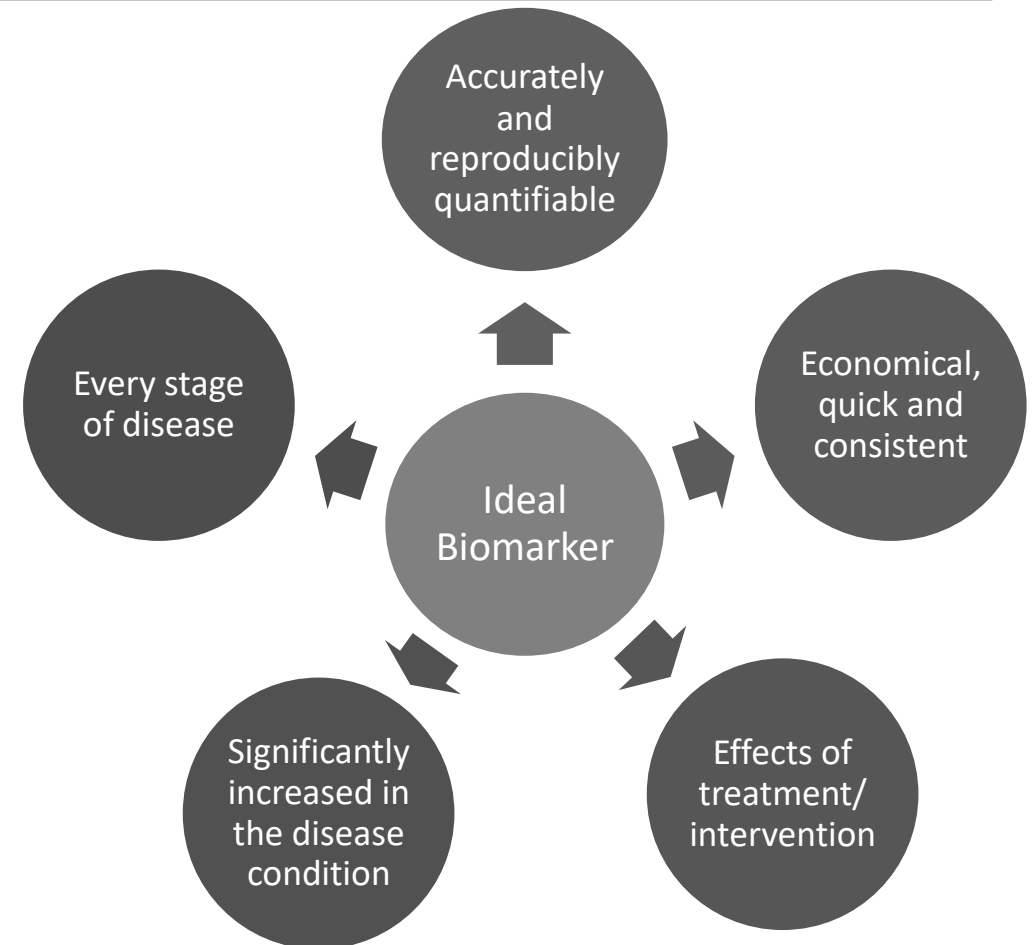 Accurately
and
reproducibly
quantifiable
Economical,
quick and
consistent
Every stage
of disease
Ideal
Biomarker
Significantly
increased in
the disease
condition
Effects of
treatment/
intervention